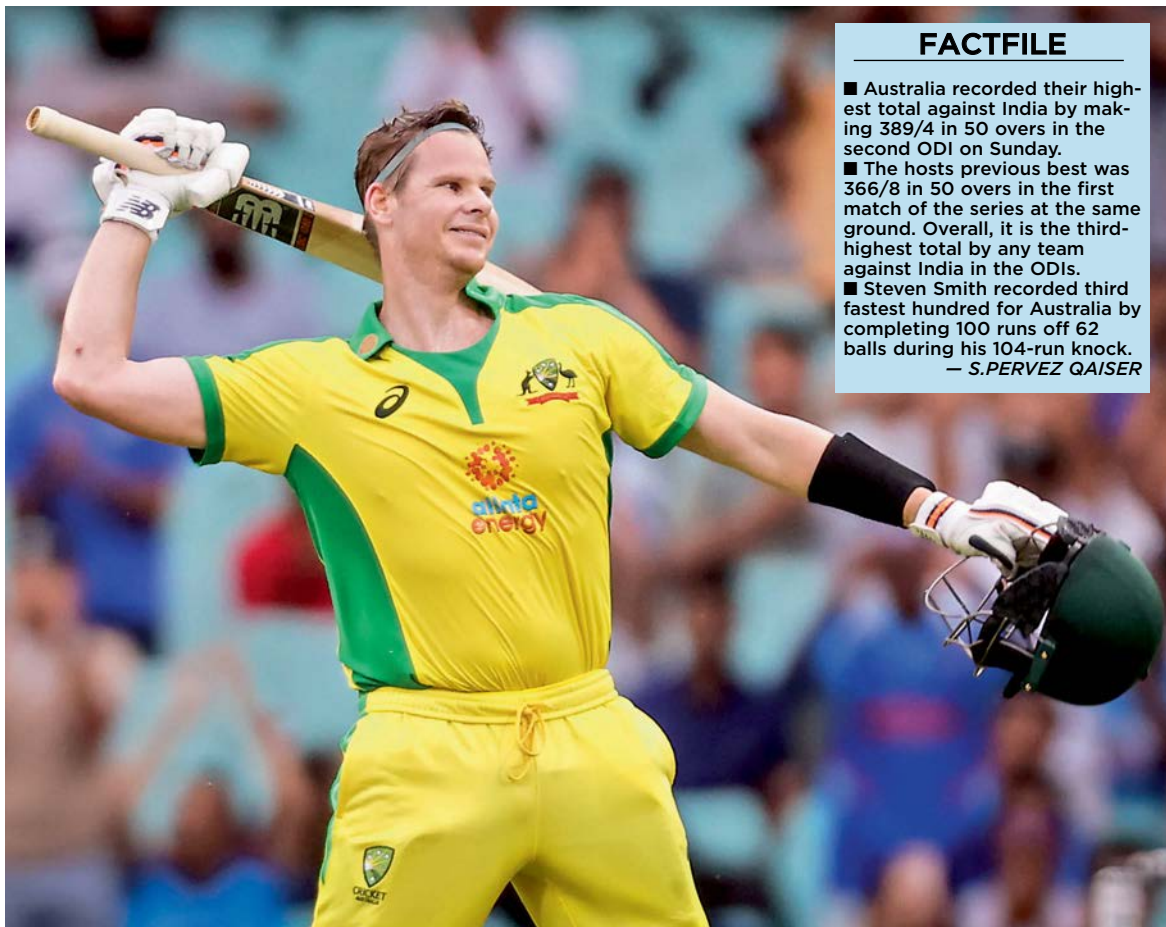 FACTFILE
■ Australia recorded their high-
est total against India by mak-
ing 389/4 in 50 overs in the
second ODI on Sunday.
■ The hosts previous best was
366/8 in 50 overs in the first
match of the series at the same
ground. Overall, it is the third-
highest total by any team
against India in the ODIs.
■ Steven Smith recorded third
fastest hundred for Australia by
completing 100 runs off 62
balls during his 104-run knock.
— S.PERVEZ QAISER
alinta
energy
CRICKET
AUSTRALIA